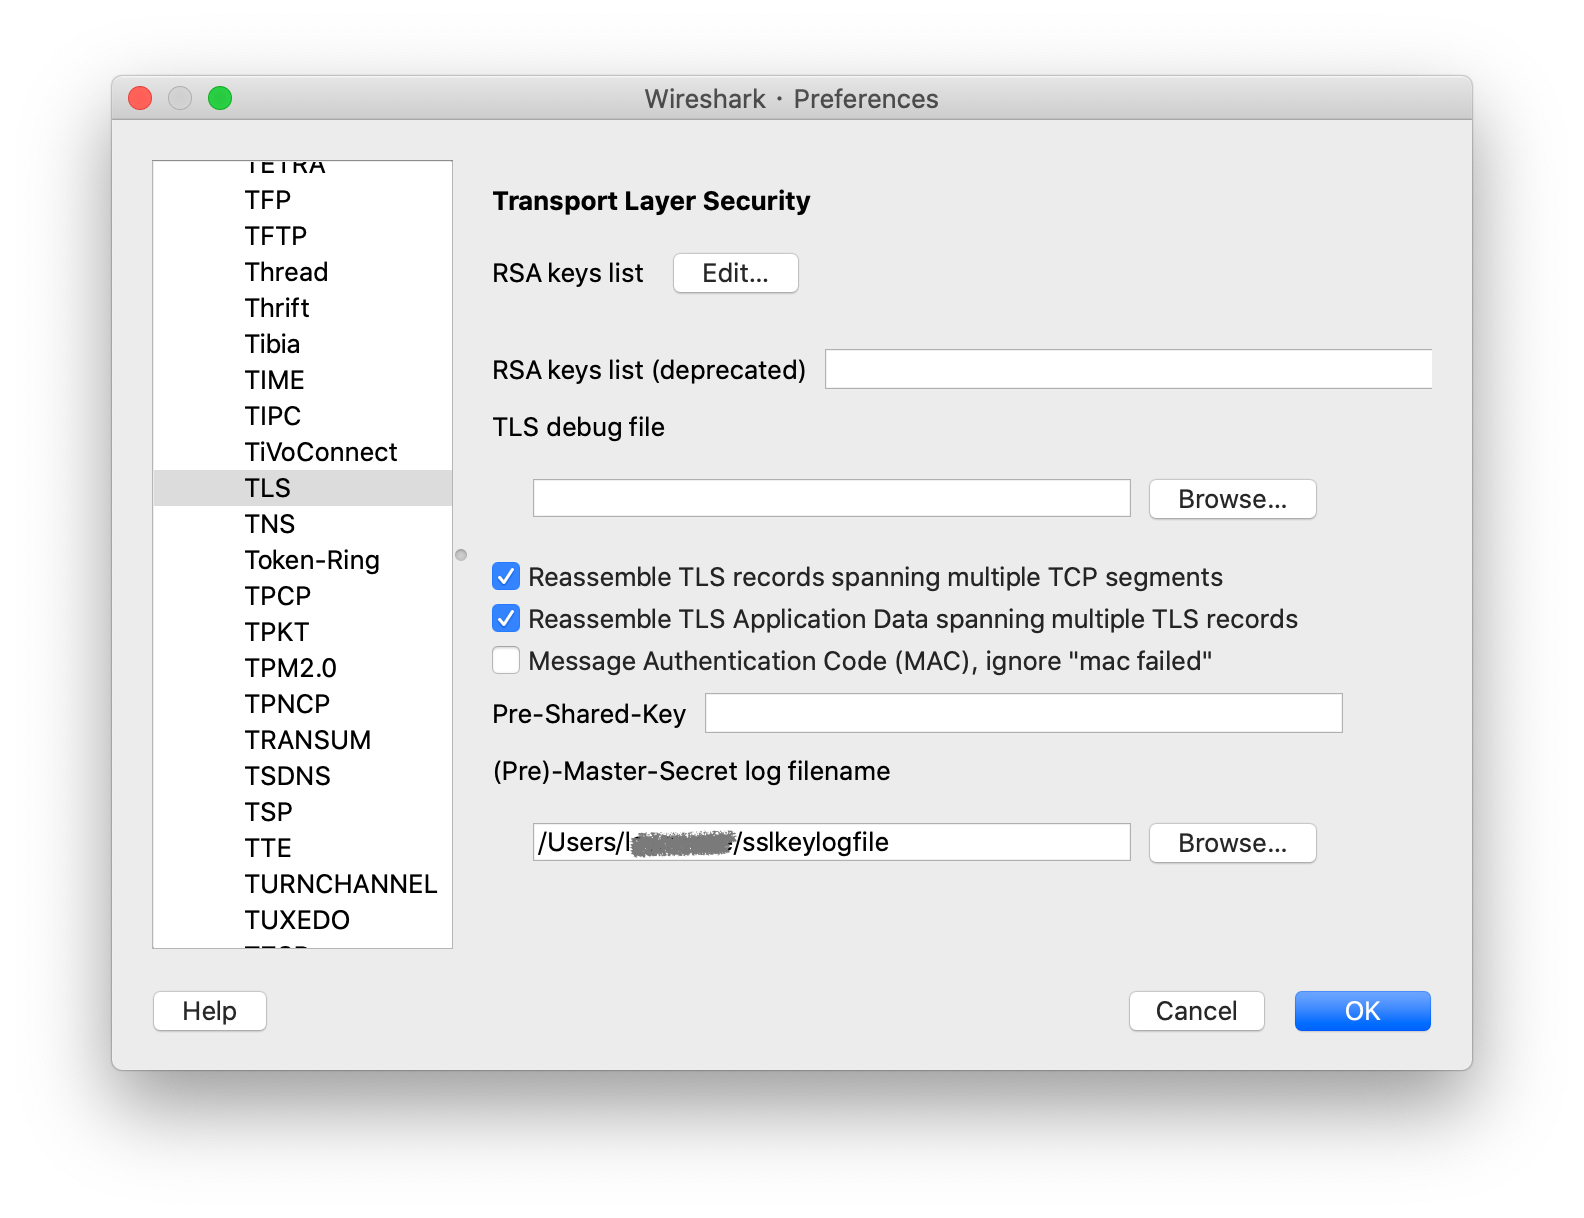 Wireshark · Preferences
TETRA
TFP
TFTP
Thread
Thrift
Tibia
TIME
TIPC
TiVoConnect
TLS
TNS
Token-Ring
TPCP
TPKT
TPM2.0
TPNCP
TRANSUM
TSDNS
TSP
TTE
TURNCHANNEL
TUXEDO
Transport Layer Security
RSA keys list Edit...
RSA keys list (deprecated)
TLS debug file
Browse...
Reassemble TLS records spanning multiple TCP segments
Reassemble TLS Application Data spanning multiple TLS records
Message Authentication Code (MAC), ignore "mac failed"
Pre-Shared-Key
(Pre)-Master-Secret log filename
/Users/ /sslkeylogfile Browse...
Help Cancel OK